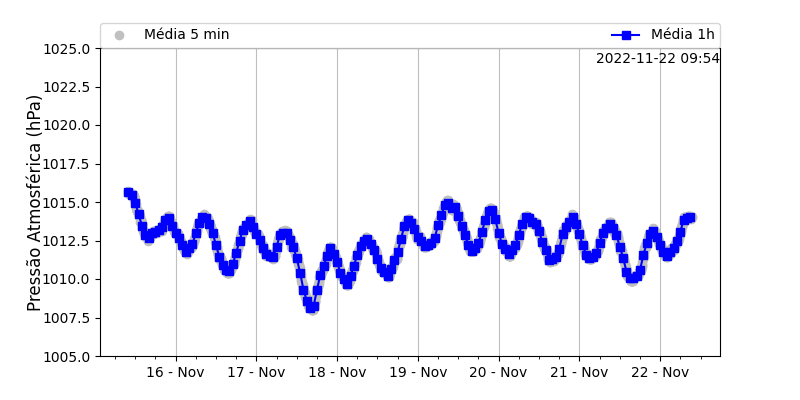 Média 5 min
Média 1h
2022-11-22 09:54
Pressão Atmosférica (hPa)
1025.0
1022.5
1020.0
1017.5
1015.0
1012.5
1010.0
1007.5
1005.0
16 - Nov
17 - Nov
18 - Nov
19 - Nov
20 - Nov
21 - Nov
22 - Nov